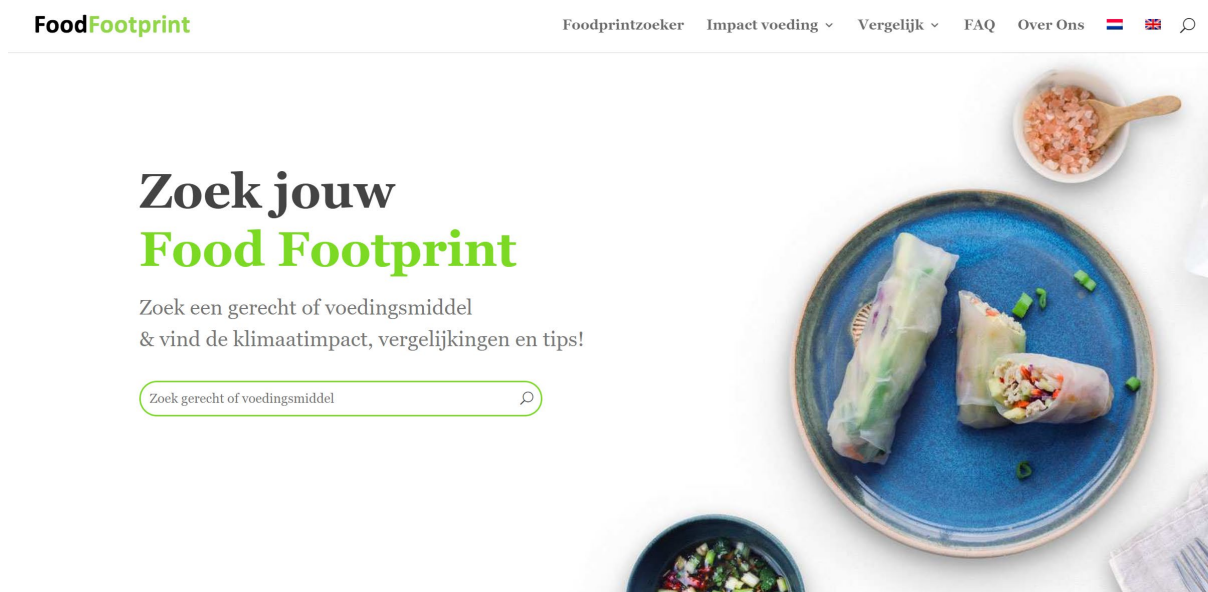 FoodFootprint
Foodprintzoeker Impact voeding Vergelijk FAQ Over Ons
Zoek jouw
Food Footprint
Zoek een gerecht of voedingsmiddel
& vind de klimaatimpact, vergelijkingen en tips!
Zoek gerecht of voedingsmiddel